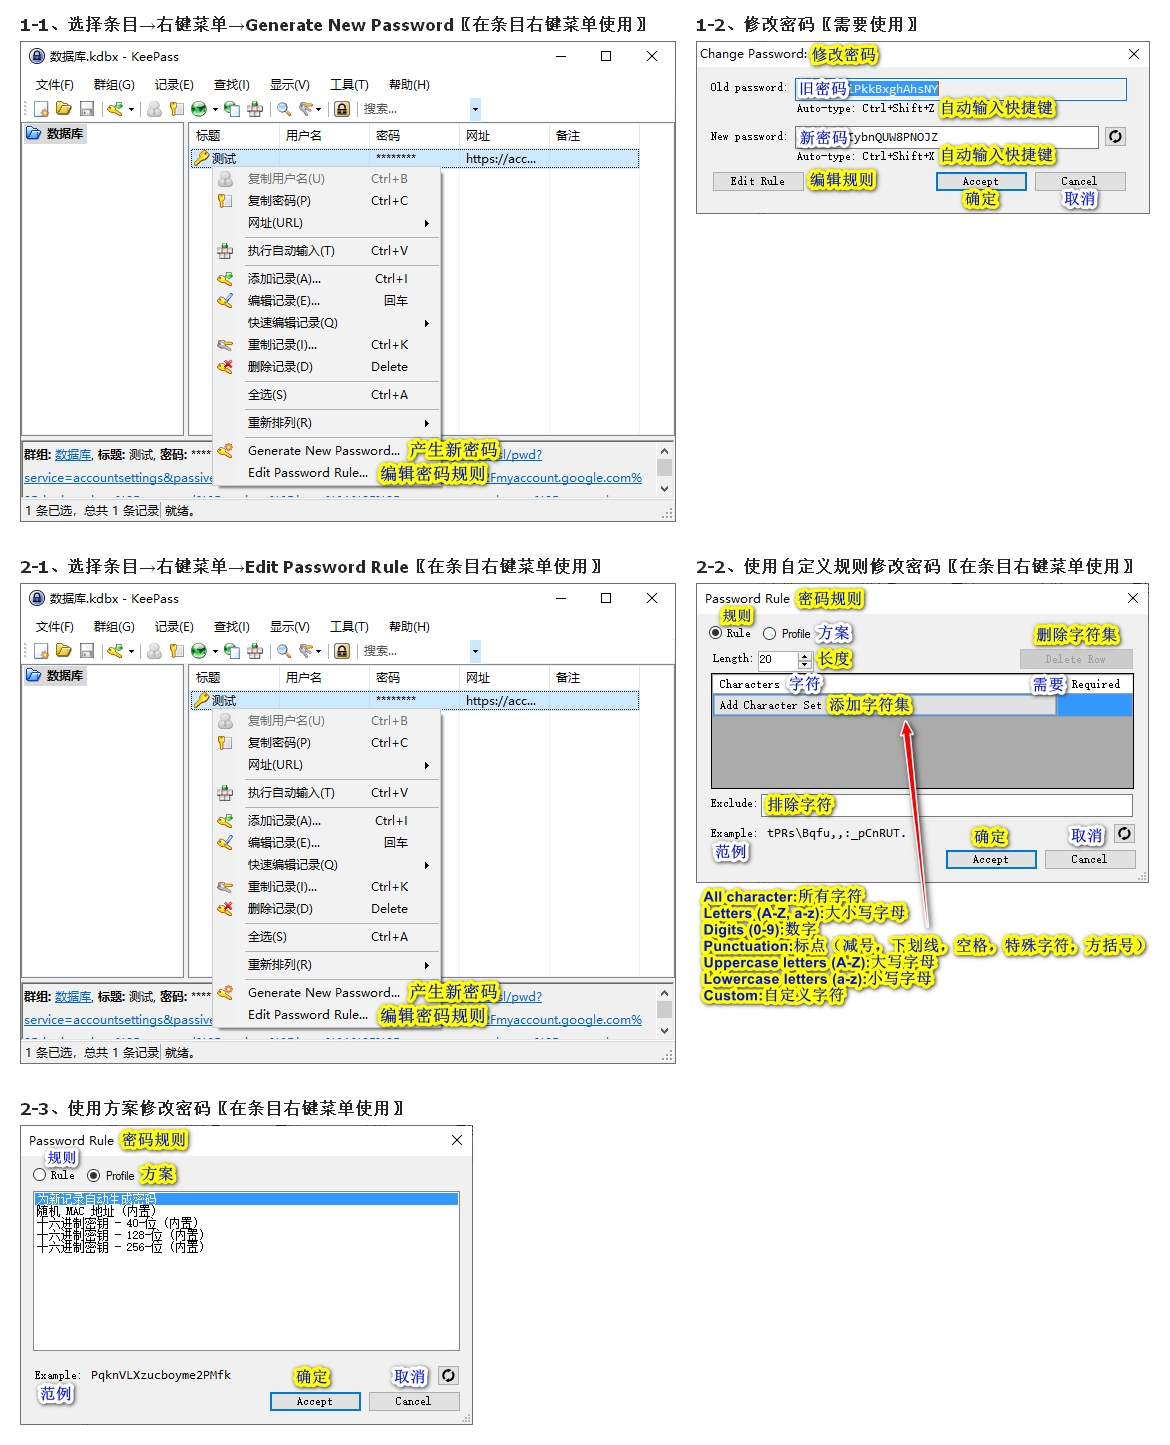 1-1、选择条目→右键菜单→Generate New Password〖在条目右键菜单使用〗
数据库.kdbx - KeePass
文件(F) 群组(G) 记录(E) 查找(I) 显示(V) 工具(T) 帮助(H)
搜索...
数据库
标题 用户名 密码 网址 备注
测试 ******** https://acc...
复制用户名(U) Ctrl+B
复制密码(P) Ctrl+C
网址(URL)
执行自动输入(T) Ctrl+V
添加记录(A)... Ctrl+I
编辑记录(E)... 回车
快速编辑记录(Q)
重制记录(I)... Ctrl+K
删除记录(D) Delete
全选(S) Ctrl+A
重新排列(R)
Generate New Password... 产生新密码
Edit Password Rule... 编辑密码规则
群组: 数据库, 标题: 测试, 密码: **** l/pwd?
service=accountsettings&passive Fmyaccount.google.com%
1 条已选，总共 1 条记录 就绪。
1-2、修改密码〖需要使用〗
Change Password: 修改密码
Old password: 旧密码 PkkBxghAhsNY
Auto-type: Ctrl+Shift+Z 自动输入快捷键
New password: 新密码 ybnQUW8PNOJZ
Auto-type: Ctrl+Shift+X 自动输入快捷键
Edit Rule 编辑规则 Accept Cancel
确定 取消
2-1、选择条目→右键菜单→Edit Password Rule〖在条目右键菜单使用〗
数据库.kdbx - KeePass
文件(F) 群组(G) 记录(E) 查找(I) 显示(V) 工具(T) 帮助(H)
搜索...
数据库
标题 用户名 密码 网址 备注
测试 ******** https://acc...
复制用户名(U) Ctrl+B
复制密码(P) Ctrl+C
网址(URL)
执行自动输入(T) Ctrl+V
添加记录(A)... Ctrl+I
编辑记录(E)... 回车
快速编辑记录(Q)
重制记录(I)... Ctrl+K
删除记录(D) Delete
全选(S) Ctrl+A
重新排列(R)
Generate New Password... 产生新密码
Edit Password Rule... 编辑密码规则
群组: 数据库, 标题: 测试, 密码: **** l/pwd?
service=accountsettings&passive Fmyaccount.google.com%
1 条已选，总共 1 条记录 就绪。
2-2、使用自定义规则修改密码〖在条目右键菜单使用〗
Password Rule 密码规则
规则
Rule Profile 方案 删除字符集
Length: 20 长度 Delete Row
Characters 字符 需要 Required
Add Character Set 添加字符集
Exclude: 排除字符
Example: tPRs\Bqfu,,:_pCnRUT. 确定 取消
范例 Accept Cancel
All character:所有字符
Letters (A-Z, a-z):大小写字母
Digits (0-9):数字
Punctuation:标点（减号，下划线，空格，特殊字符，方括号）
Uppercase letters (A-Z):大写字母
Lowercase letters (a-z):小写字母
Custom:自定义字符
2-3、使用方案修改密码〖在条目右键菜单使用〗
Password Rule 密码规则
规则
Rule Profile 方案
为新记录自动生成密码
随机 MAC 地址 (内置)
十六进制密钥 - 40-位 (内置)
十六进制密钥 - 128-位 (内置)
十六进制密钥 - 256-位 (内置)
Example: PqknVLXzucboyme2PMfk 确定 取消
范例 Accept Cancel